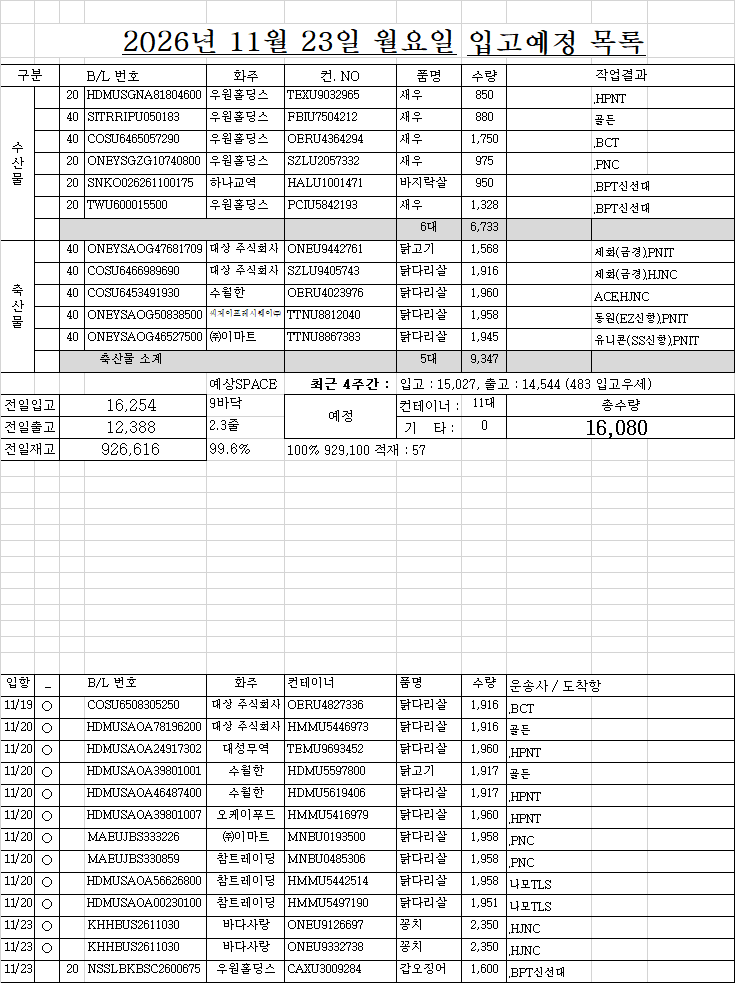 2026년 11월 23일 월요일 입고예정 목록
구분 B/L 번호 화주 컨. NO 품명 수량 작업결과
수산물
20 HDMUSGNA81804600 우원홀딩스 TEXU9032965 새우 850 ,HPNT
40 SITRRIPU050183 우원홀딩스 FBIU7504212 새우 880 골든
40 COSU6465057290 우원홀딩스 OERU4364294 새우 1,750 ,BCT
20 ONEYSGZG10740800 우원홀딩스 SZLU2057332 새우 975 ,PNC
20 SNKO026261100175 하나교역 HALU1001471 바지락살 950 ,BPT신선대
20 TWU600015500 우원홀딩스 PCIU5842193 새우 1,328 ,BPT신선대
6대 6,733
축산물
40 ONEYSAOG47681709 대상 주식회사 ONEU9442761 닭고기 1,568 세화(금경),PNIT
40 COSU6466989690 대상 주식회사 SZLU9405743 닭다리살 1,916 세화(금경),HJNC
40 COSU6453491930 수월한 OERU4023976 닭다리살 1,960 ACE,HJNC
40 ONEYSAOG50838500 TTNU8812040 닭다리살 1,958 동원(EZ신항),PNIT
40 ONEYSAOG46527500 ㈜이마트 TTNU8867383 닭다리살 1,945 유니콘(SS신항),PNIT
축산물 소계 5대 9,347
예상SPACE 최근 4주간 : 입고 : 15,027, 출고 : 14,544 (483 입고우세)
전일입고 16,254 9바닥 예정 컨테이너 : 11대 총수량
전일출고 12,388 2.3줄 기 타 : 0 16,080
전일재고 926,616 99.6% 100% 929,100 적재 : 57
입항 _ B/L 번호 화주 컨테이너 품명 수량 운송사 / 도착항
11/19 ○ COSU6508305250 대상 주식회사 OERU4827336 닭다리살 1,916 ,BCT
11/20 ○ HDMUSAOA78196200 대상 주식회사 HMMU5446973 닭다리살 1,916 골든
11/20 ○ HDMUSAOA24917302 대성무역 TEMU9693452 닭다리살 1,960 ,HPNT
11/20 ○ HDMUSAOA39801001 수월한 HDMU5597800 닭고기 1,917 골든
11/20 ○ HDMUSAOA46487400 수월한 HDMU5619406 닭다리살 1,917 ,HPNT
11/20 ○ HDMUSAOA39801007 오케이푸드 HMMU5416979 닭다리살 1,960 ,HPNT
11/20 ○ MAEUJBS333226 ㈜이마트 MNBU0193500 닭다리살 1,958 ,PNC
11/20 ○ MAEUJBS330859 참트레이딩 MNBU0485306 닭다리살 1,958 ,PNC
11/20 ○ HDMUSAOA56626800 참트레이딩 HMMU5442514 닭다리살 1,958 나모TLS
11/20 ○ HDMUSAOA00230100 참트레이딩 HMMU5497190 닭다리살 1,951 나모TLS
11/23 ○ KHHBUS2611030 바다사랑 ONEU9126697 꽁치 2,350 ,HJNC
11/23 ○ KHHBUS2611030 바다사랑 ONEU9332738 꽁치 2,350 ,HJNC
11/23 20 NSSLBKBSC2600675 우원홀딩스 CAXU3009284 갑오징어 1,600 ,BPT신선대